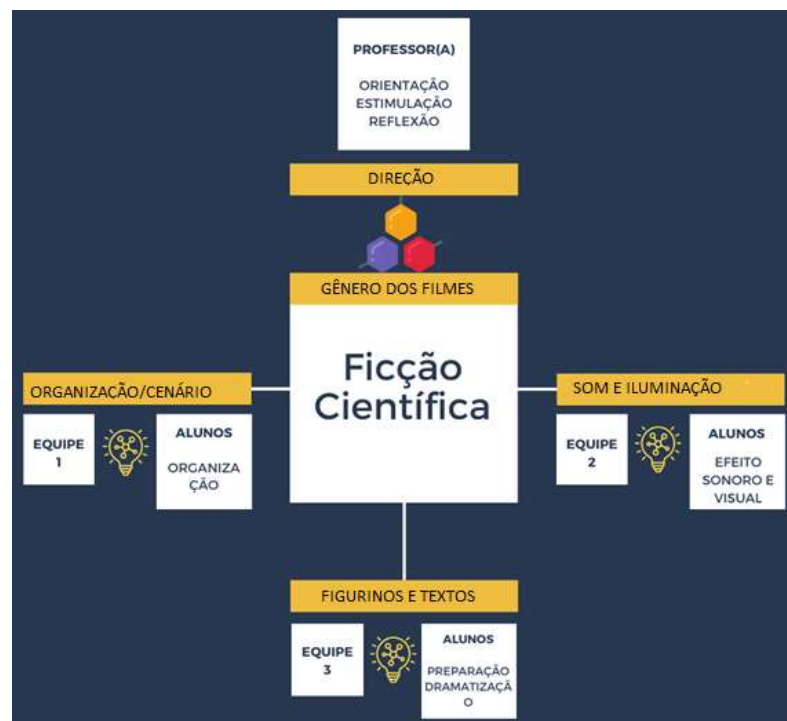 PROFESSOR(A)
ORIENTAÇÃO
ESTIMULAÇÃO
REFLEXÃO
DIREÇÃO
GÊNERO DOS FILMES
Ficção
Científica
ORGANIZAÇÃO/CENÁRIO
EQUIPE
1
ALUNOS
ORGANIZA
ÇÃO
SOM E ILUMINAÇÃO
EQUIPE
2
ALUNOS
EFEITO
SONORO E
VISUAL
FIGURINOS E TEXTOS
EQUIPE
3
ALUNOS
PREPARAÇÃO
DRAMATIZAÇÃ
O